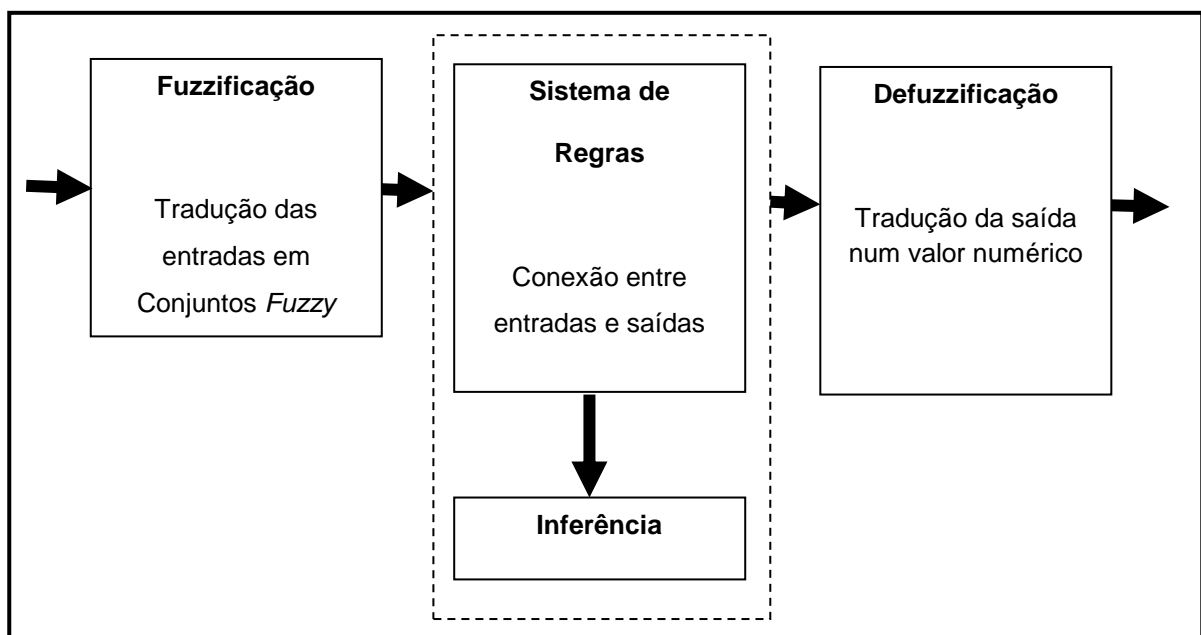 Fuzzificação
Tradução das
entradas em
Conjuntos Fuzzy
Sistema de
Regras
Conexão entre
entradas e saídas
Inferência
Defuzzificação
Tradução da saída
num valor numérico